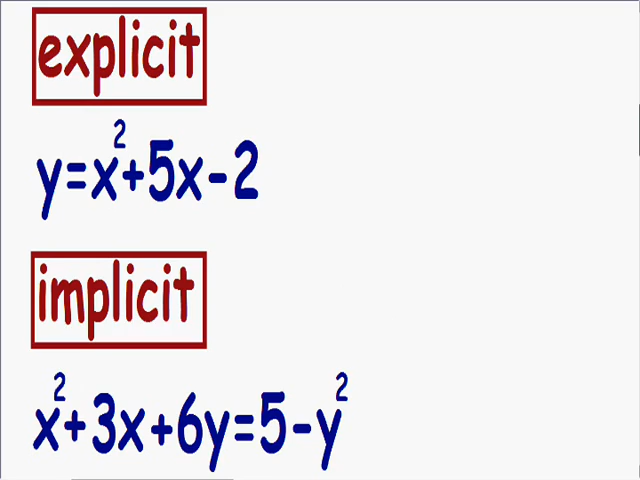 explicit
y=x²+5x-2
implicit
x²+3x+6y=5-y²